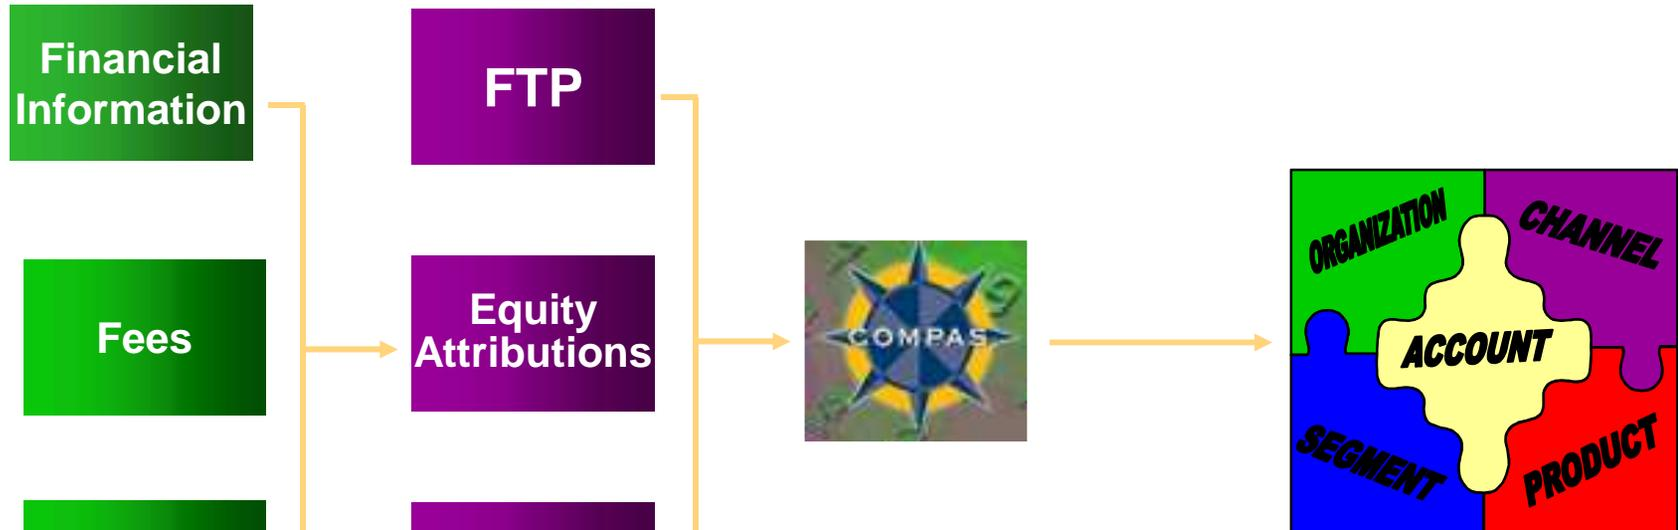 Financial
Information
FTP
Fees
Equity
Attributions
COMPAS
ORGANIZATION
CHANNEL
ACCOUNT
SEGMENT
PRODUCT